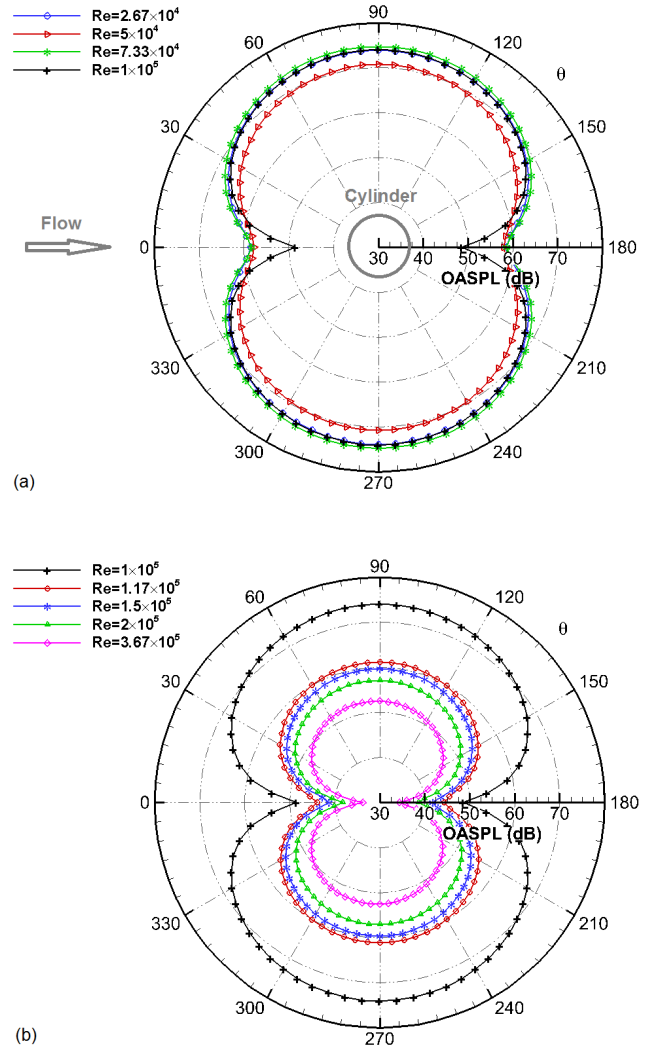 Re=2.67×10⁴
Re=5×10⁴
Re=7.33×10⁴
Re=1×10⁵
90
60
120
θ
30
150
Flow
Cylinder
0
30 40 50 60 70
180
OASPL (dB)
330
210
300
240
270
(a)
Re=1×10⁵
Re=1.17×10⁵
Re=1.5×10⁵
Re=2×10⁵
Re=3.67×10⁵
90
60
120
θ
30
150
0
30 40 50 60 70
180
OASPL (dB)
330
210
300
240
270
(b)